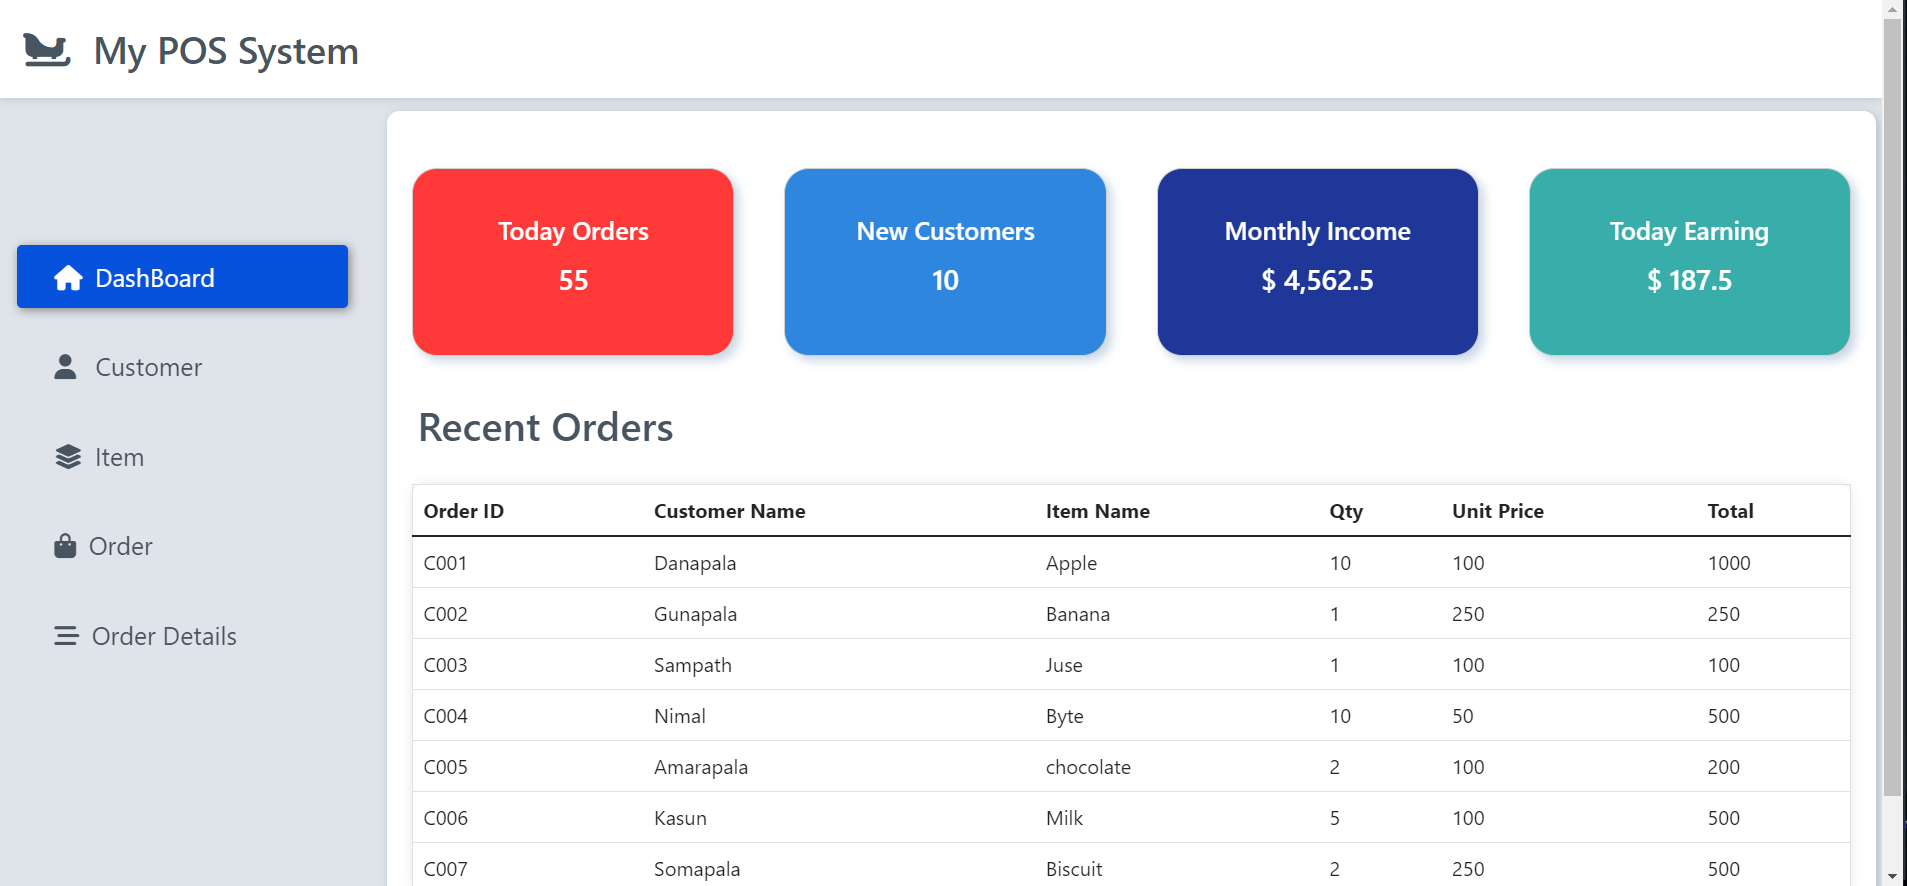 My POS System
DashBoard
Customer
Item
Order
Order Details
Today Orders
55
New Customers
10
Monthly Income
$ 4,562.5
Today Earning
$ 187.5
Recent Orders
Order ID Customer Name Item Name Qty Unit Price Total
C001 Danapala Apple 10 100 1000
C002 Gunapala Banana 1 250 250
C003 Sampath Juse 1 100 100
C004 Nimal Byte 10 50 500
C005 Amarapala chocolate 2 100 200
C006 Kasun Milk 5 100 500
C007 Somapala Biscuit 2 250 500